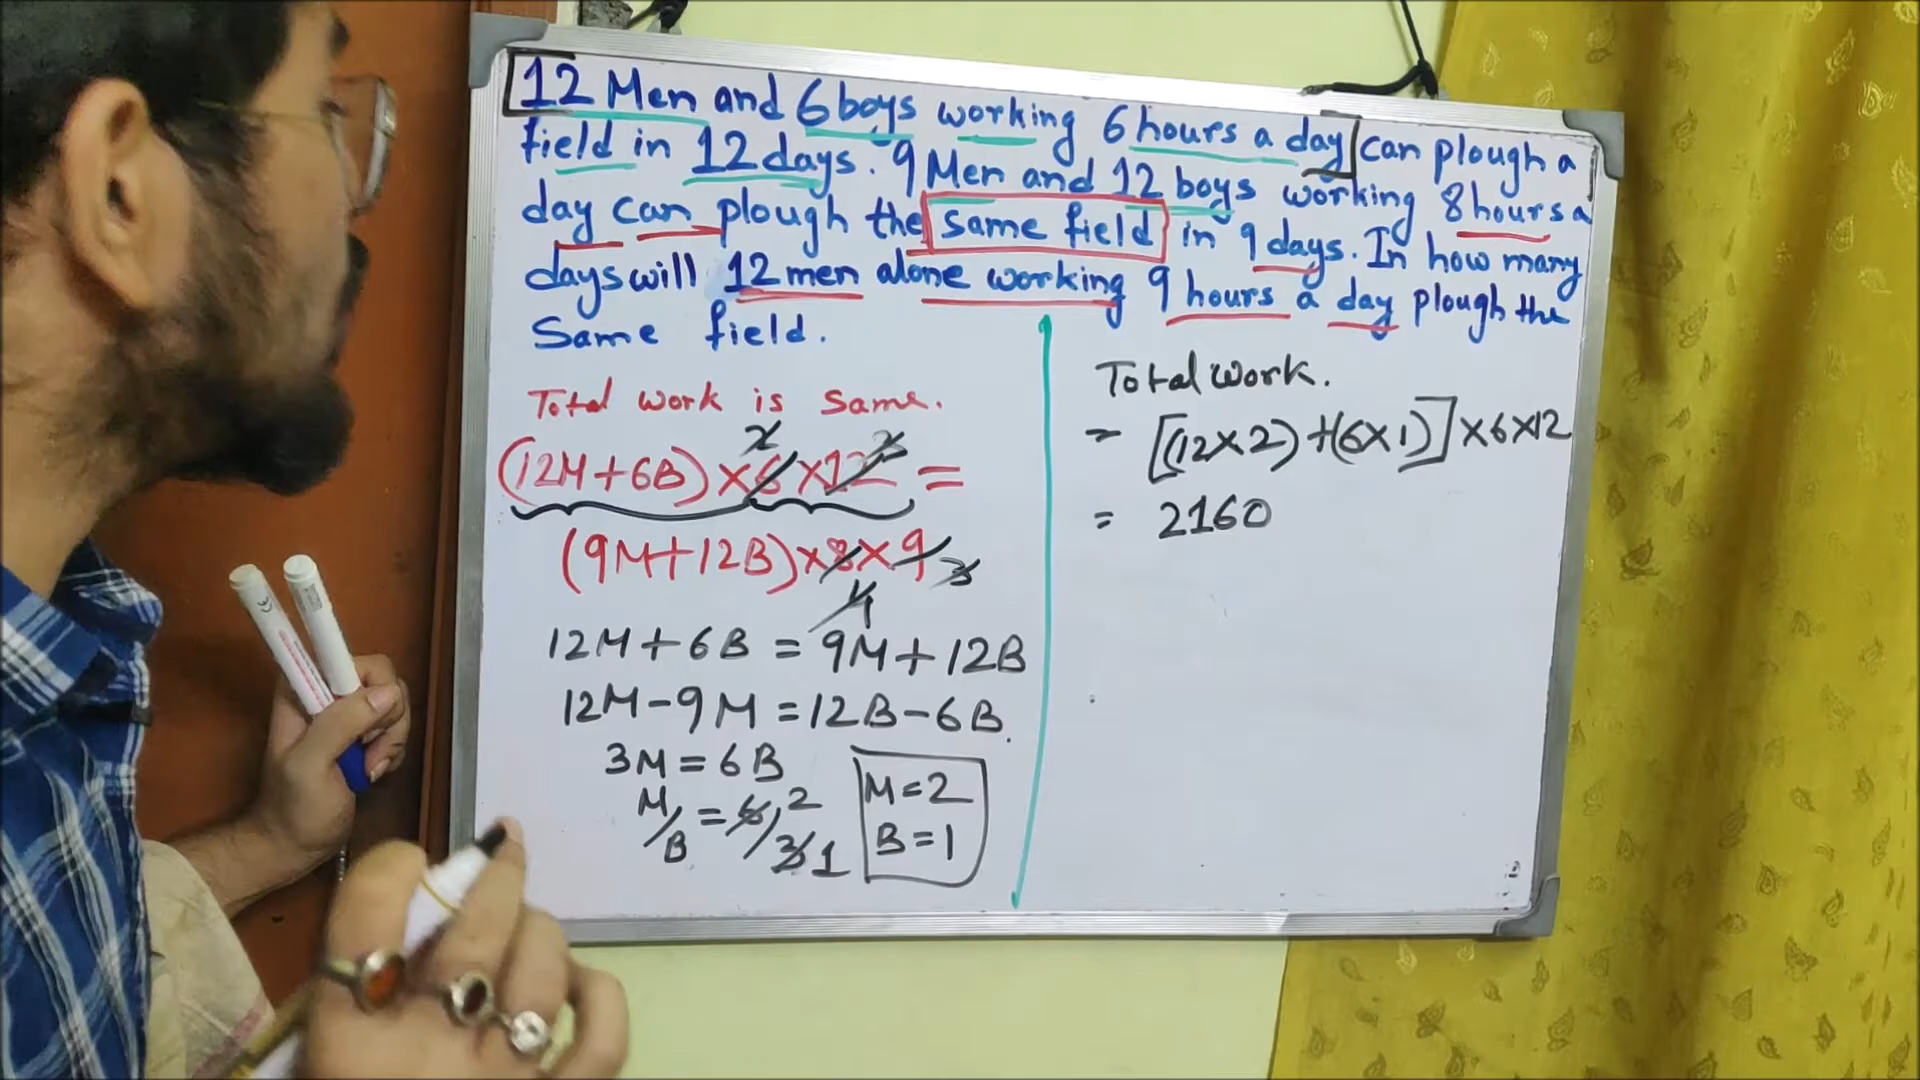 12 Men and 6 boys working 6 hours a day can plough a
field in 12 days. 9 Men and 12 boys working 8 hours a
day can plough the same field in 9 days. In how many
days will 12 men alone working 9 hours a day plough the
Same field.
Total work is same.
(12M+6B)×6×12 =
(9M+12B)×8×9 3
12M+6B = 9M+12B
12M-9M = 12B-6B.
3M = 6B
M/B = 6/3 2/1
M=2
B=1
Total work.
= [(12×2)+(6×1)]×6×12
= 2160